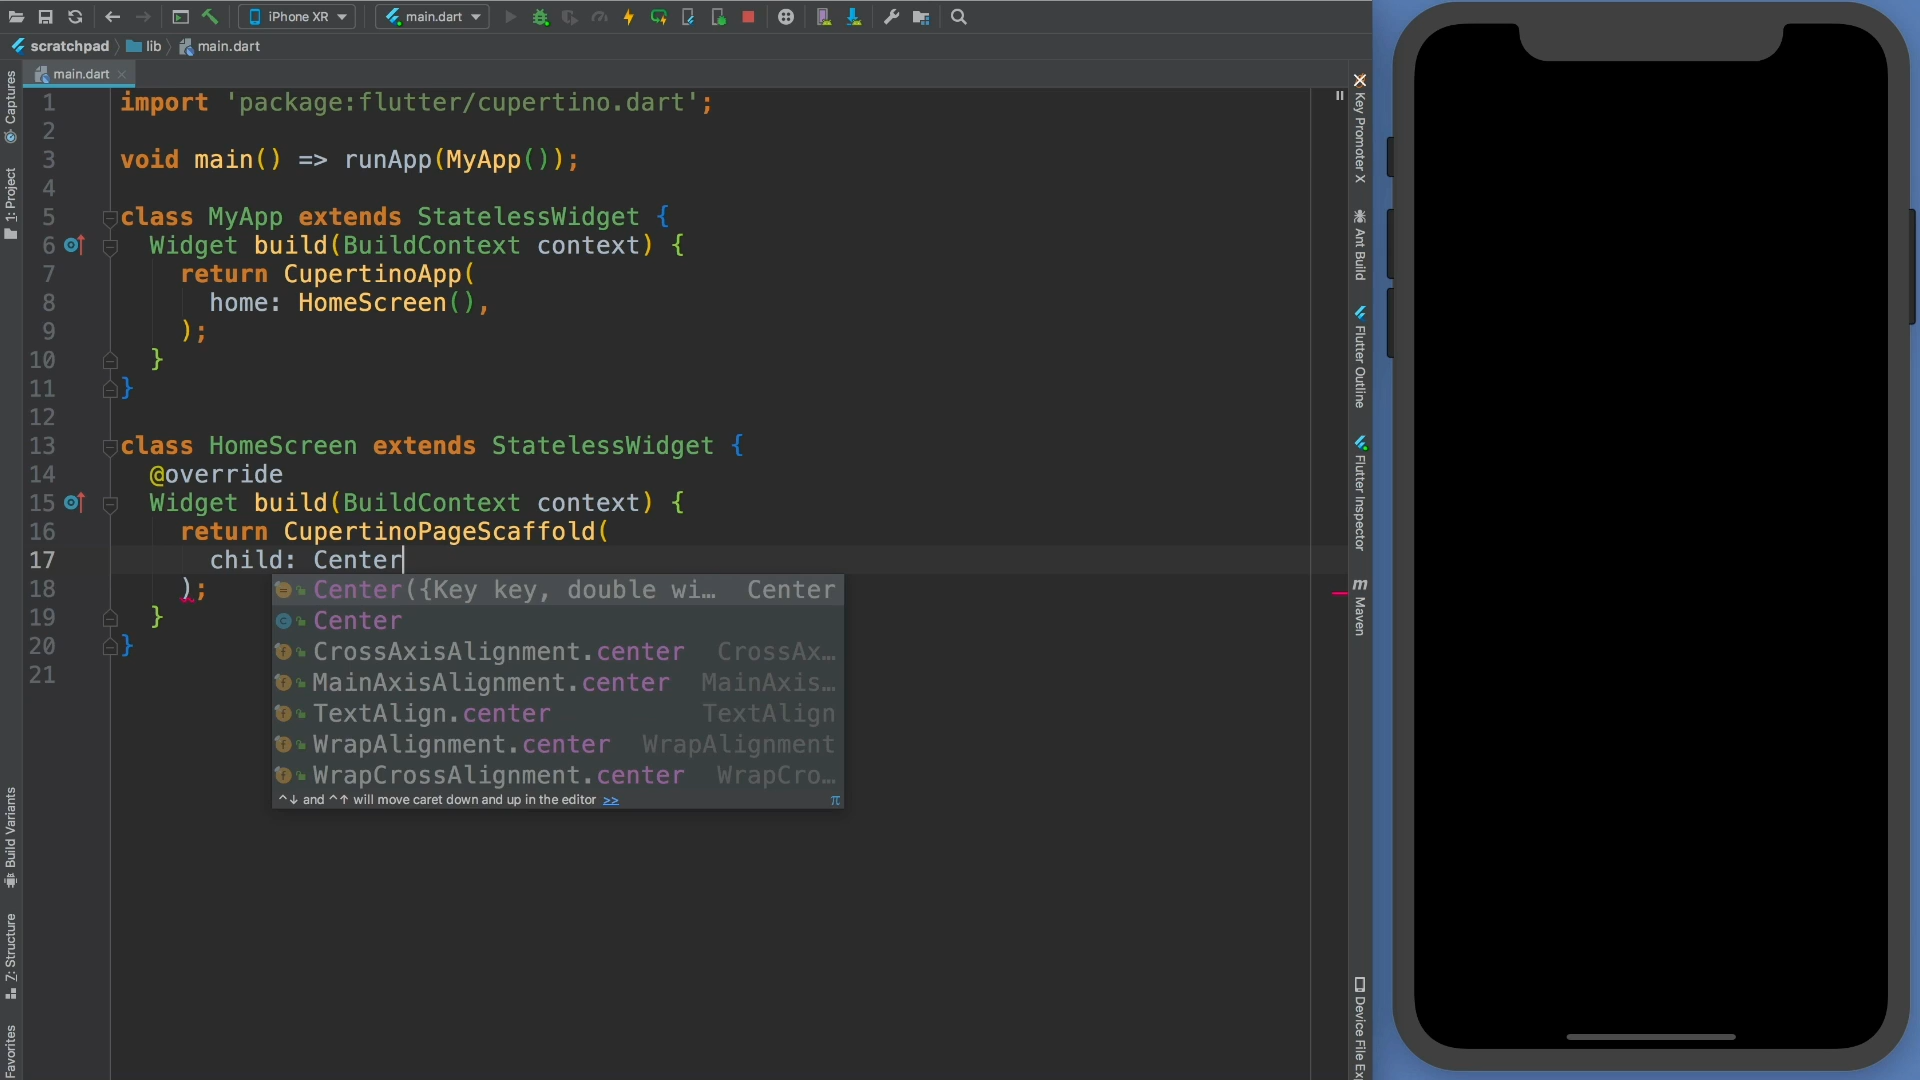 iPhone XR
main.dart
scratchpad
lib
main.dart
main.dart
Captures
1: Project
Build Variants
Z: Structure
Favorites
1 import 'package:flutter/cupertino.dart';
2
3 void main() => runApp(MyApp());
4
5 class MyApp extends StatelessWidget {
6 Widget build(BuildContext context) {
7 return CupertinoApp(
8 home: HomeScreen(),
9 );
10 }
11 }
12
13 class HomeScreen extends StatelessWidget {
14 @override
15 Widget build(BuildContext context) {
16 return CupertinoPageScaffold(
17 child: Center
18 );
19 }
20 }
21
Center({Key key, double wi… Center
Center
CrossAxisAlignment.center CrossAx…
MainAxisAlignment.center MainAxis…
TextAlign.center TextAlign
WrapAlignment.center WrapAlignment
WrapCrossAlignment.center WrapCro…
^↓ and ^↑ will move caret down and up in the editor >>
π
Key Promoter X
Ant Build
Flutter Outline
Flutter Inspector
m Maven
Device File Ex